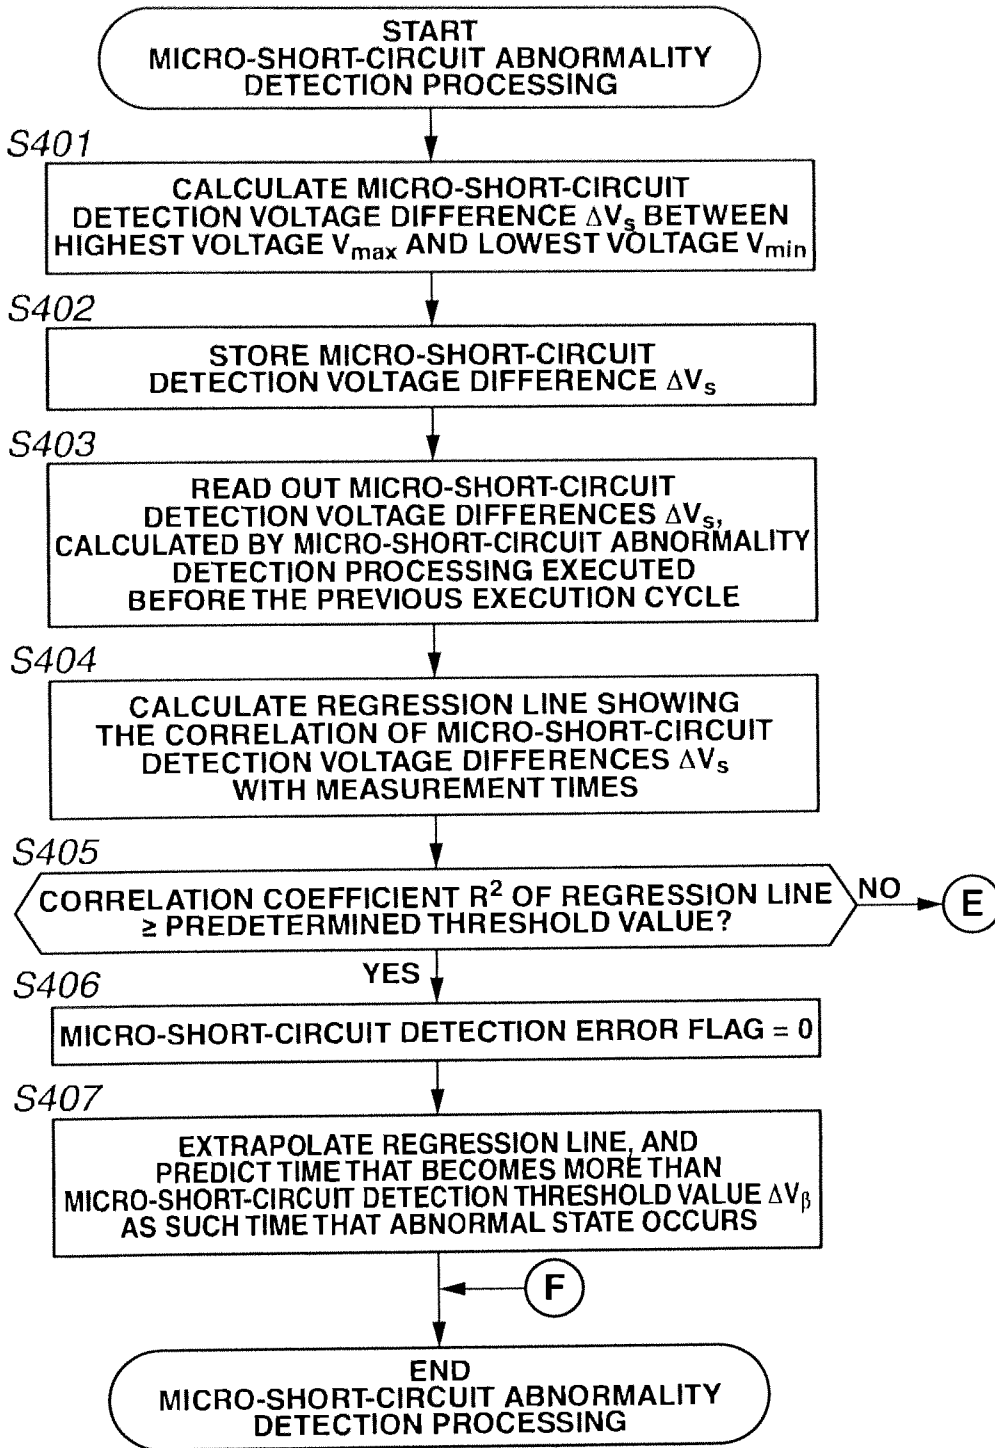 START
MICRO-SHORT-CIRCUIT ABNORMALITY
DETECTION PROCESSING
S401
CALCULATE MICRO-SHORT-CIRCUIT
DETECTION VOLTAGE DIFFERENCE ΔVs BETWEEN
HIGHEST VOLTAGE Vmax AND LOWEST VOLTAGE Vmin
S402
STORE MICRO-SHORT-CIRCUIT
DETECTION VOLTAGE DIFFERENCE ΔVs
S403
READ OUT MICRO-SHORT-CIRCUIT
DETECTION VOLTAGE DIFFERENCES ΔVs,
CALCULATED BY MICRO-SHORT-CIRCUIT ABNORMALITY
DETECTION PROCESSING EXECUTED
BEFORE THE PREVIOUS EXECUTION CYCLE
S404
CALCULATE REGRESSION LINE SHOWING
THE CORRELATION OF MICRO-SHORT-CIRCUIT
DETECTION VOLTAGE DIFFERENCES ΔVs
WITH MEASUREMENT TIMES
S405
CORRELATION COEFFICIENT R² OF REGRESSION LINE
≥ PREDETERMINED THRESHOLD VALUE?
NO
E
YES
S406
MICRO-SHORT-CIRCUIT DETECTION ERROR FLAG = 0
S407
EXTRAPOLATE REGRESSION LINE, AND
PREDICT TIME THAT BECOMES MORE THAN
MICRO-SHORT-CIRCUIT DETECTION THRESHOLD VALUE ΔVβ
AS SUCH TIME THAT ABNORMAL STATE OCCURS
F
END
MICRO-SHORT-CIRCUIT ABNORMALITY
DETECTION PROCESSING